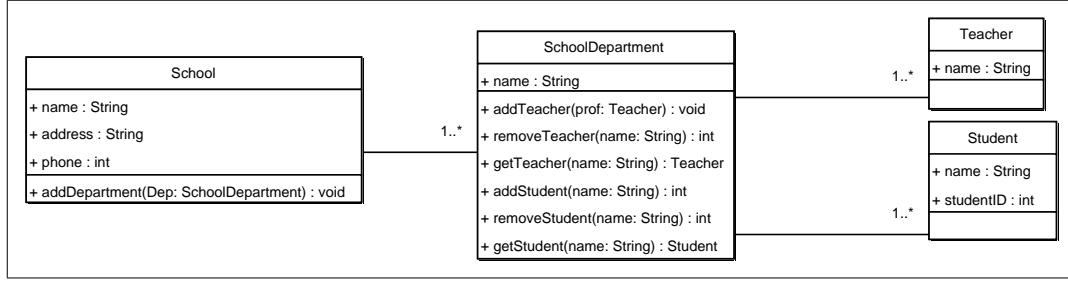 School
+ name : String
+ address : String
+ phone : int
+ addDepartment(Dep: SchoolDepartment) : void
1..*
SchoolDepartment
+ name : String
+ addTeacher(prof: Teacher) : void
+ removeTeacher(name: String) : int
+ getTeacher(name: String) : Teacher
+ addStudent(name: String) : int
+ removeStudent(name: String) : int
+ getStudent(name: String) : Student
1..*
Teacher
+ name : String
1..*
Student
+ name : String
+ studentID : int